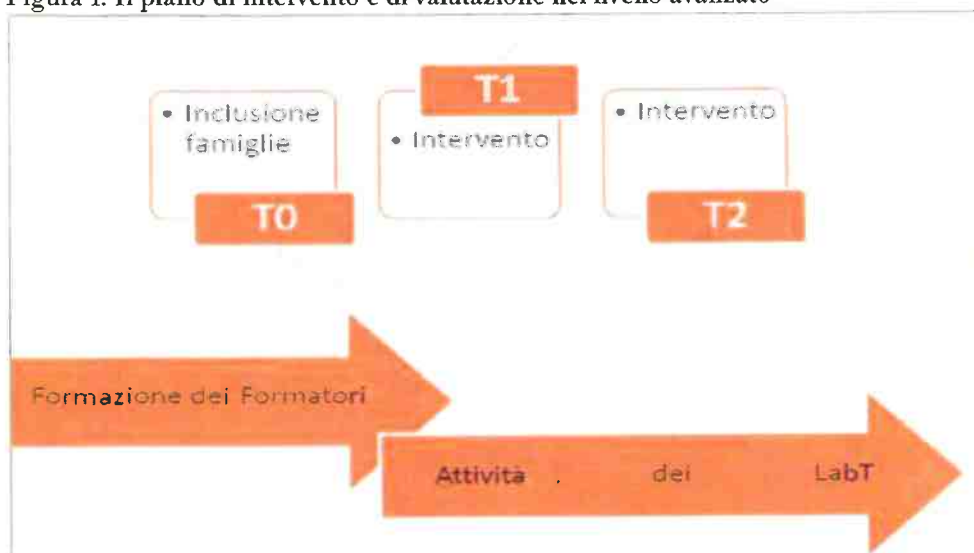 Figura 1. Il piano di intervento e di valutazione nel livello avanzato
• Inclusione
famiglie
T0
T1
• Intervento
• Intervento
T2
Formazione dei Formatori
Attività dei LabT